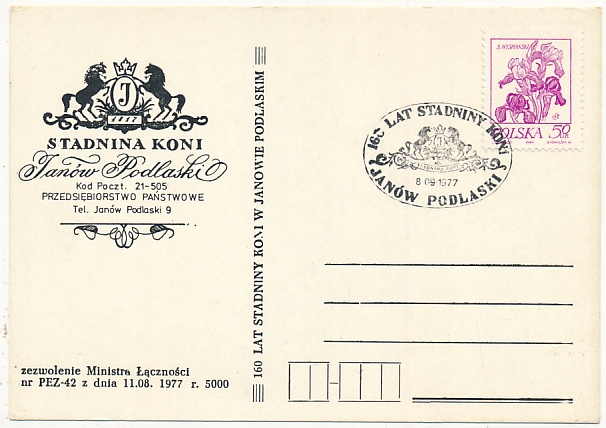 J
1817
STADNINA KONI
Janów Podlaski
Kod Poczt. 21-505
PRZEDSIĘBIORSTWO PAŃSTWOWE
Tel. Janów Podlaski 9
zezwolenie Ministra Łączności
nr PEZ-42 z dnia 11.08. 1977 r. 5000
160 LAT STADNINY KONI W JANOWIE PODLASKIM
160 LAT STADNINY KONI
8 09 1977
JANÓW PODLASKI
S. WYSPIAŃSKI
POLSKA 50